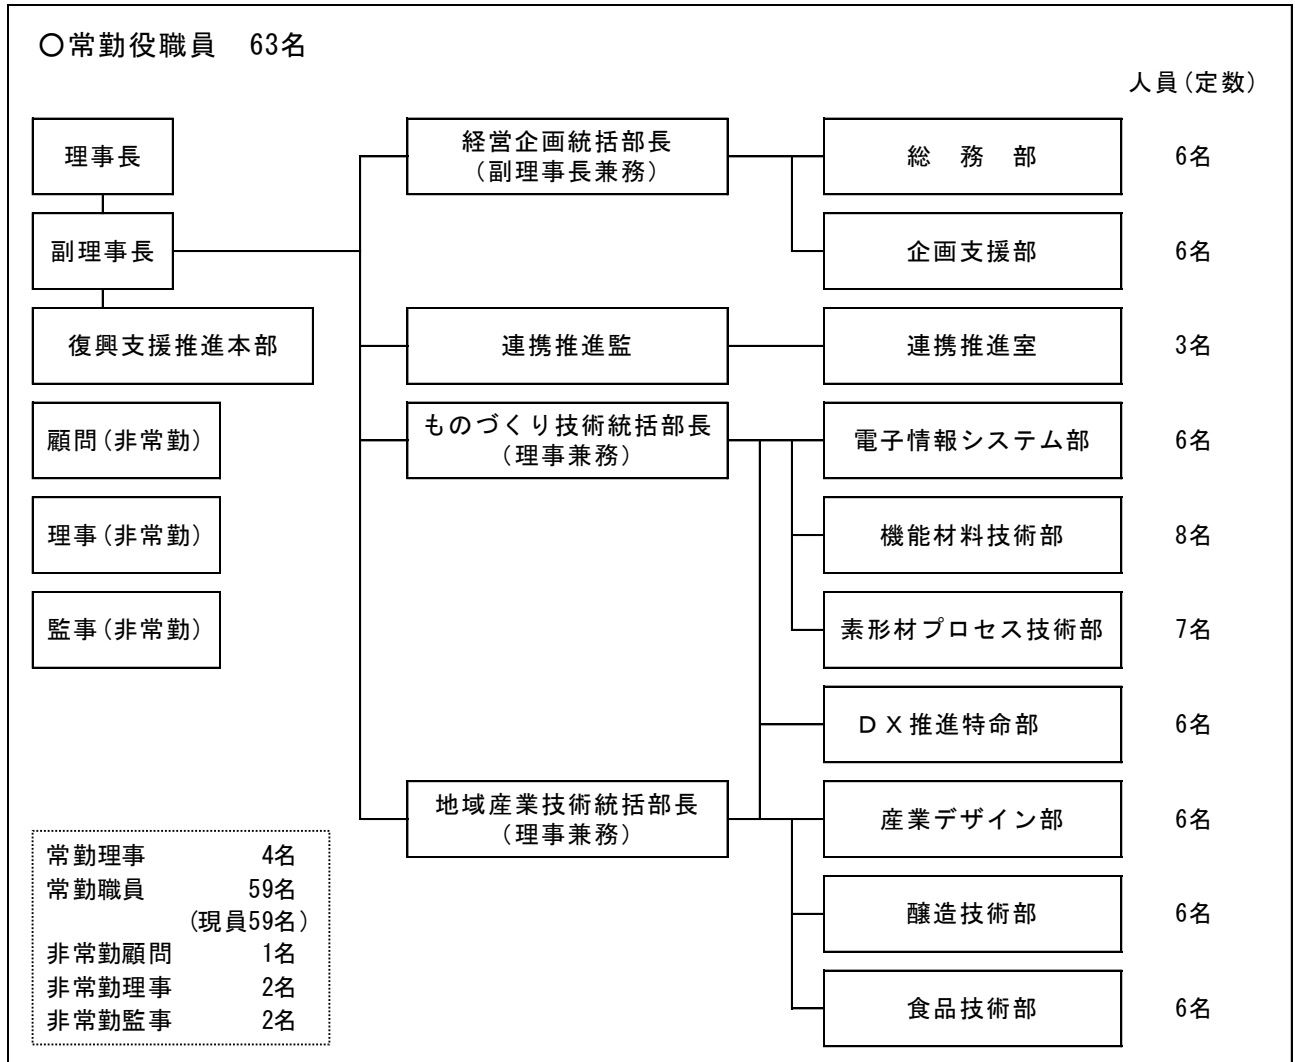 〇常勤役職員　63名
人員(定数)
理事長
経営企画統括部長
(副理事長兼務)
総　務　部
6名
副理事長
企画支援部
6名
復興支援推進本部
連携推進監
連携推進室
3名
顧問(非常勤)
ものづくり技術統括部長
(理事兼務)
電子情報システム部
6名
理事(非常勤)
機能材料技術部
8名
監事(非常勤)
素形材プロセス技術部
7名
ＤＸ推進特命部
6名
地域産業技術統括部長
(理事兼務)
産業デザイン部
6名
醸造技術部
6名
食品技術部
6名
常勤理事　4名
常勤職員　59名
(現員59名)
非常勤顧問　1名
非常勤理事　2名
非常勤監事　2名